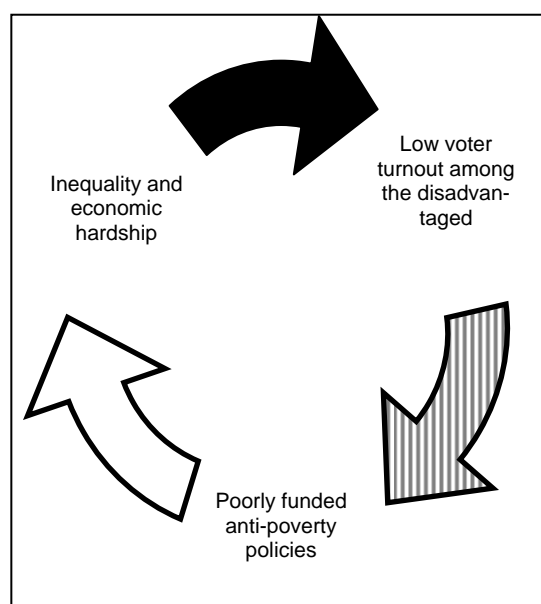 Inequality and
economic
hardship
Low voter
turnout among
the disadvan-
taged
Poorly funded
anti-poverty
policies